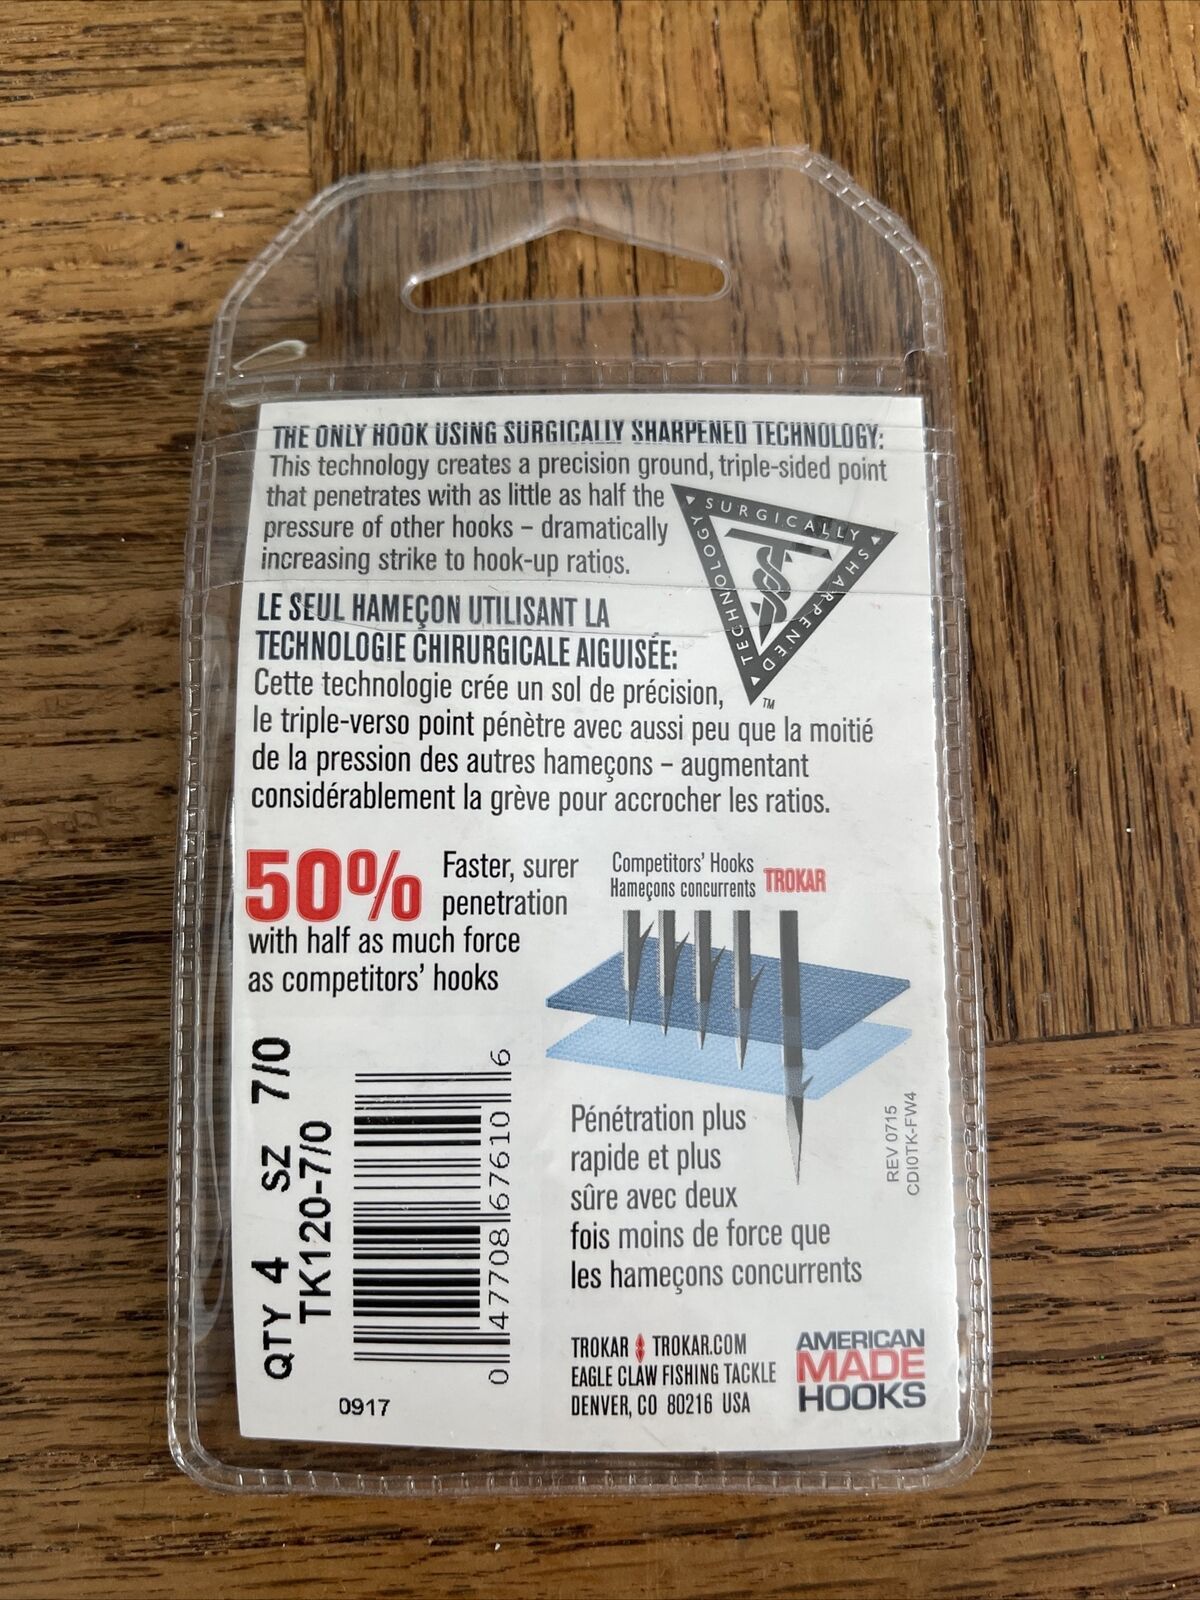 THE ONLY HOOK USING SURGICALLY SHARPENED TECHNOLOGY:
This technology creates a precision ground, triple-sided point
that penetrates with as little as half the
pressure of other hooks – dramatically
increasing strike to hook-up ratios.
SURGICALLY
SHARPENED
TECHNOLOGY
TM
LE SEUL HAMEÇON UTILISANT LA
TECHNOLOGIE CHIRURGICALE AIGUISÉE:
Cette technologie crée un sol de précision,
le triple-verso point pénètre avec aussi peu que la moitié
de la pression des autres hameçons – augmentant
considérablement la grève pour accrocher les ratios.
50% Faster, surer
penetration
with half as much force
as competitors' hooks
Competitors' Hooks
Hameçons concurrents
TROKAR
Pénétration plus
rapide et plus
sûre avec deux
fois moins de force que
les hameçons concurrents
REV 0715
CDI0TK-FW4
QTY 4 SZ 7/0
TK120-7/0
0 47708 67610 6
0917
TROKAR TROKAR.COM
EAGLE CLAW FISHING TACKLE
DENVER, CO 80216 USA
AMERICAN
MADE
HOOKS